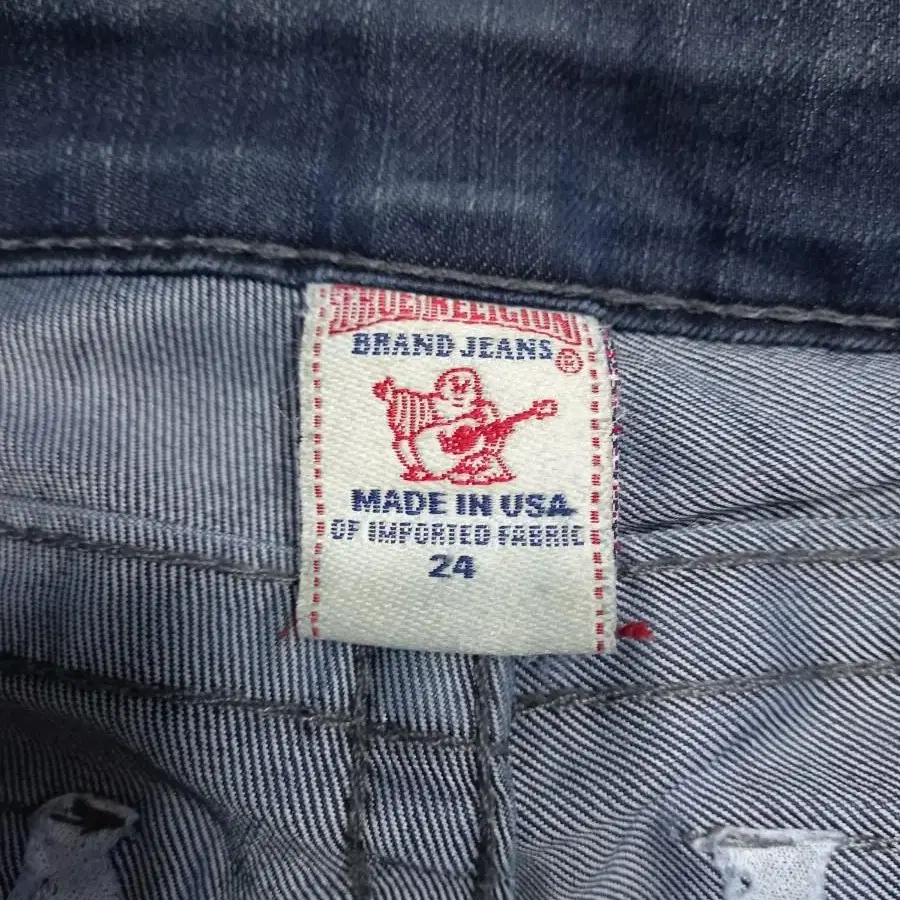 TRUE RELIGION
BRAND JEANS ®
MADE IN USA
OF IMPORTED FABRIC
24